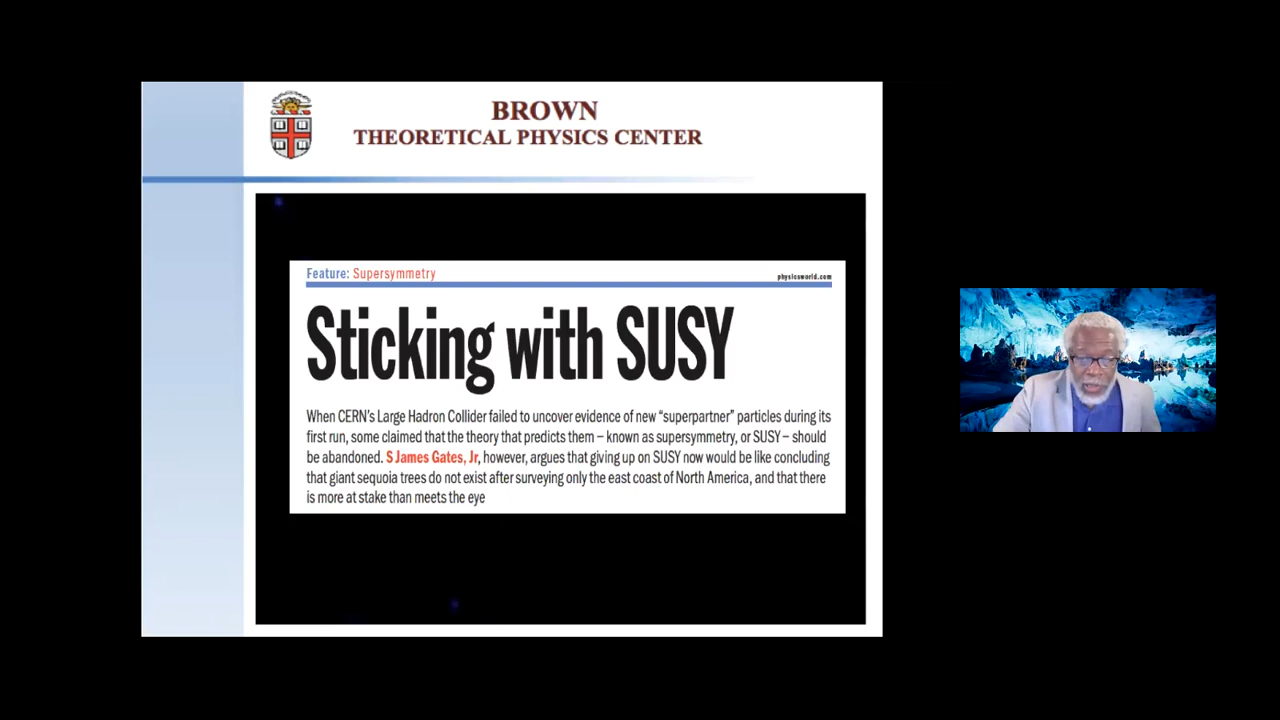 BROWN
THEORETICAL PHYSICS CENTER
Feature: Supersymmetry
physicsworld.com
Sticking with SUSY
When CERN's Large Hadron Collider failed to uncover evidence of new “superpartner” particles during its
first run, some claimed that the theory that predicts them – known as supersymmetry, or SUSY – should
be abandoned. S James Gates, Jr, however, argues that giving up on SUSY now would be like concluding
that giant sequoia trees do not exist after surveying only the east coast of North America, and that there
is more at stake than meets the eye